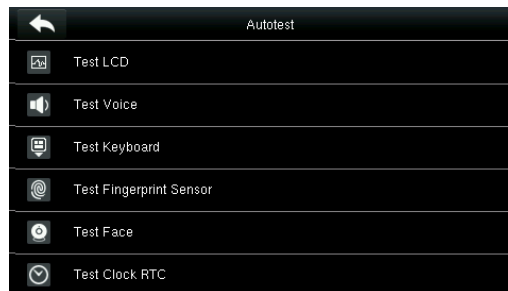 Autotest
Test LCD
Test Voice
Test Keyboard
Test Fingerprint Sensor
Test Face
Test Clock RTC